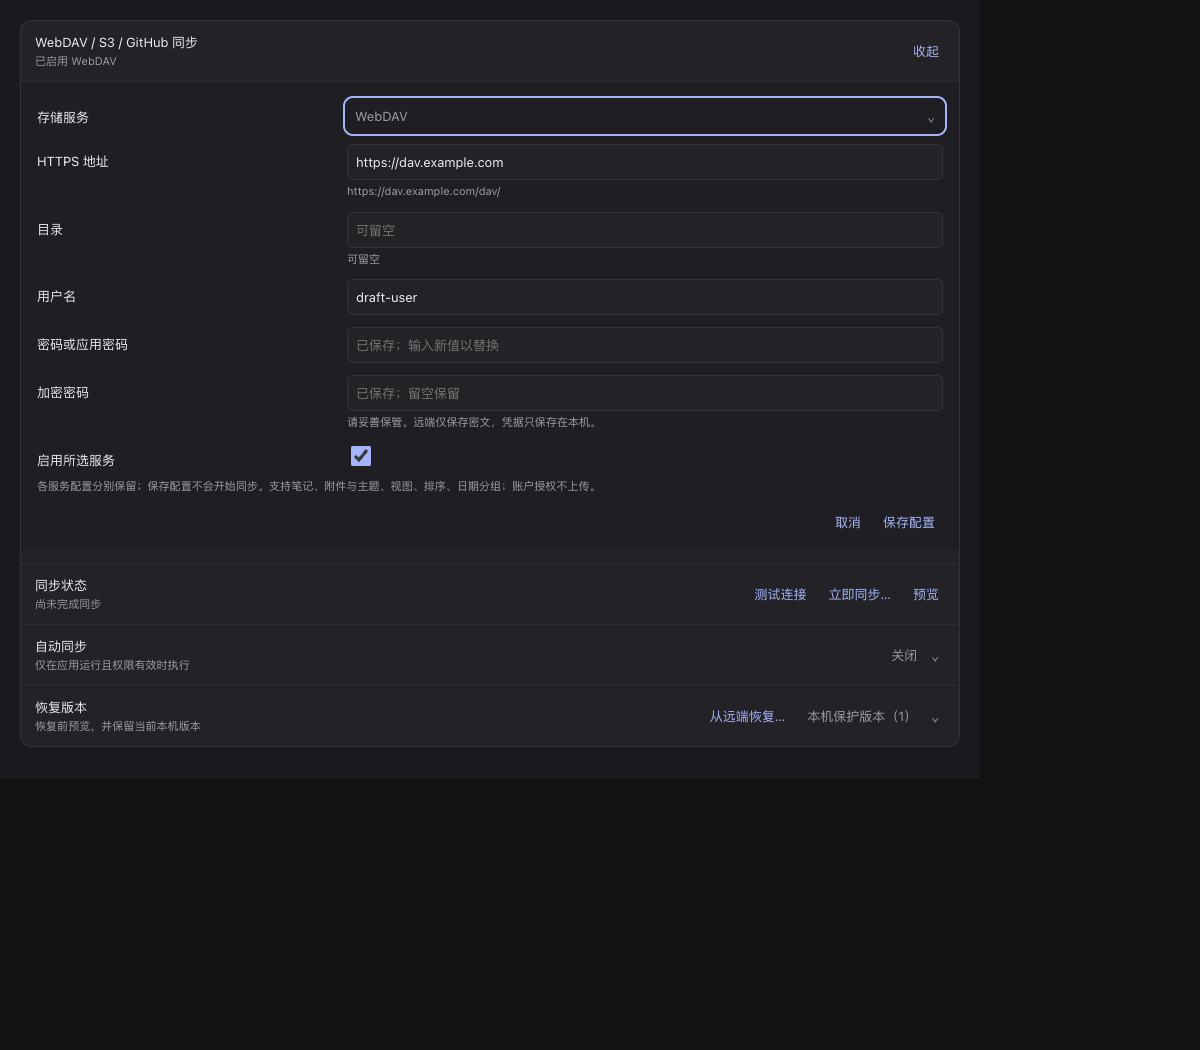 WebDAV / S3 / GitHub 同步
已启用 WebDAV
收起
存储服务
WebDAV
HTTPS 地址
https://dav.example.com
https://dav.example.com/dav/
目录
可留空
可留空
用户名
draft-user
密码或应用密码
已保存；输入新值以替换
加密密码
已保存；留空保留
请妥善保管。远端仅保存密文，凭据只保存在本机。
启用所选服务
各服务配置分别保留；保存配置不会开始同步。支持笔记、附件与主题、视图、排序、日期分组；账户授权不上传。
取消 保存配置
同步状态
尚未完成同步
测试连接 立即同步... 预览
自动同步
仅在应用运行且权限有效时执行
关闭
恢复版本
恢复前预览，并保留当前本机版本
从远端恢复... 本机保护版本（1）